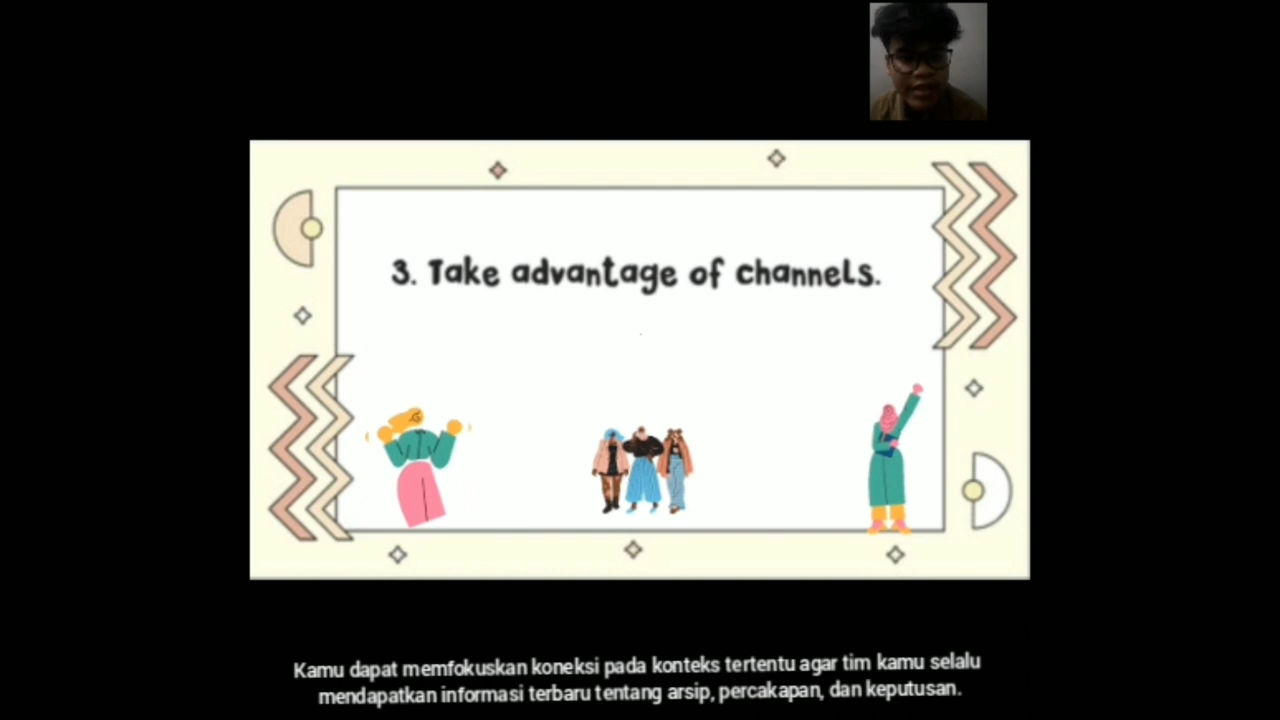 3. Take advantage of channels.
Kamu dapat memfokuskan koneksi pada konteks tertentu agar tim kamu selalu
mendapatkan informasi terbaru tentang arsip, percakapan, dan keputusan.